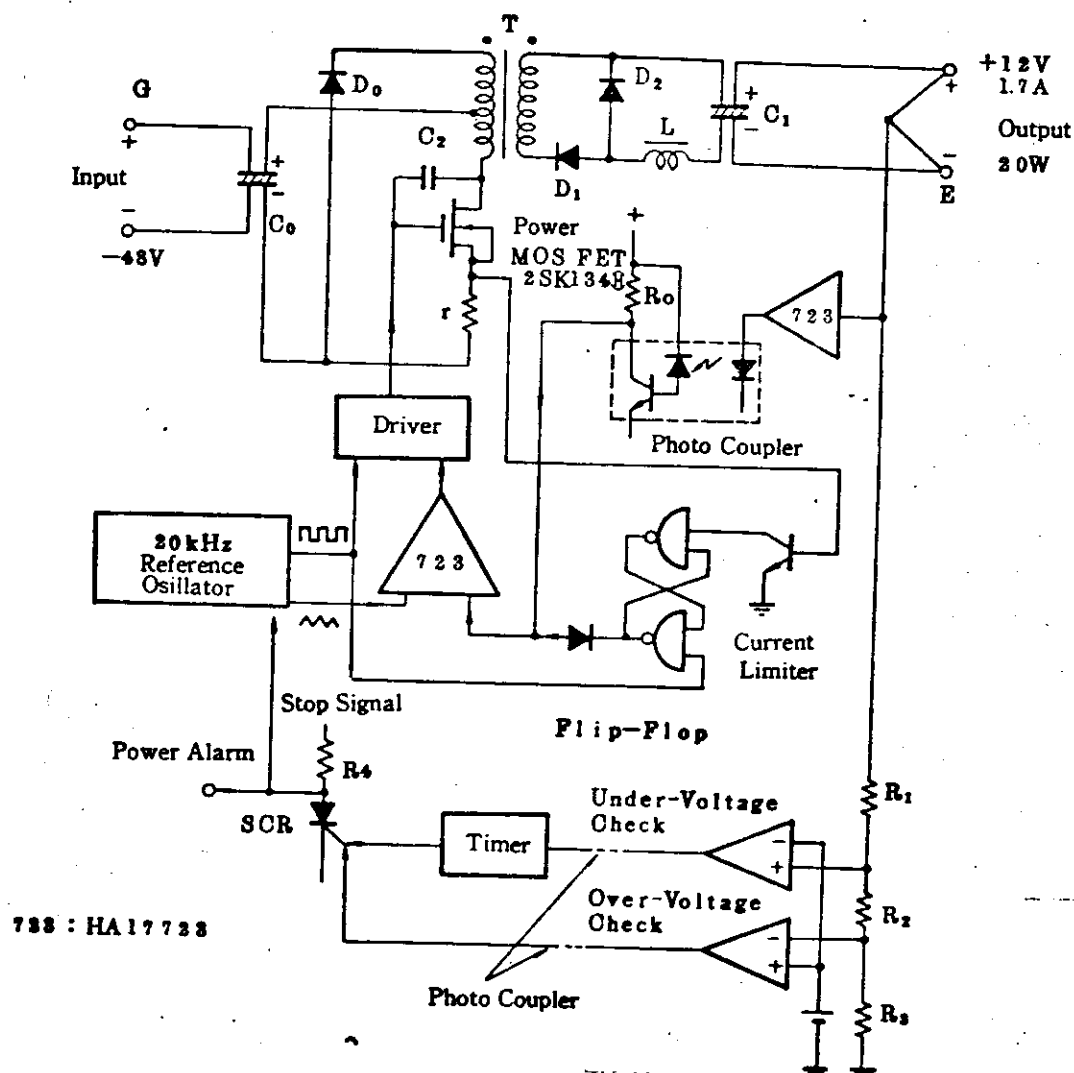 T
+12V
1.7A
Output
20W
E
+
−
G
+
Input
−
−48V
D₀
C₀
+
−
C₂
D₂
L
D₁
C₁
+
−
Power
MOS FET
2SK134H
r
+
R₀
723
Photo Coupler
Driver
20kHz
Reference
Osillator
723
Current
Limiter
Flip-Flop
Stop Signal
Power Alarm
R4
SCR
Timer
Under-Voltage
Check
−
+
R₁
Over-Voltage
Check
−
+
R₂
Photo Coupler
R₃
723 : HA17723